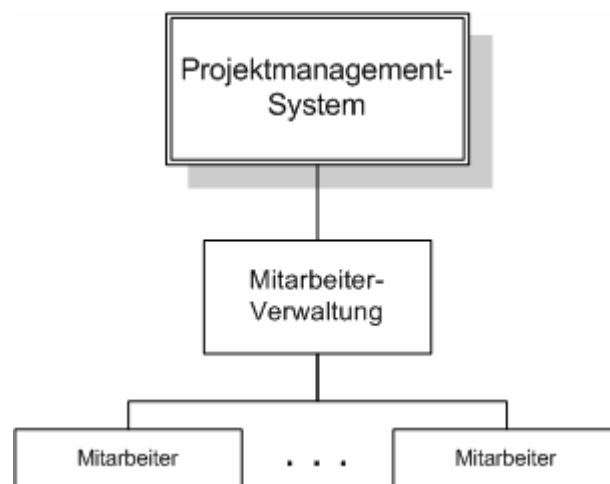 Projektmanagement-
System
Mitarbeiter-
Verwaltung
Mitarbeiter . . . Mitarbeiter